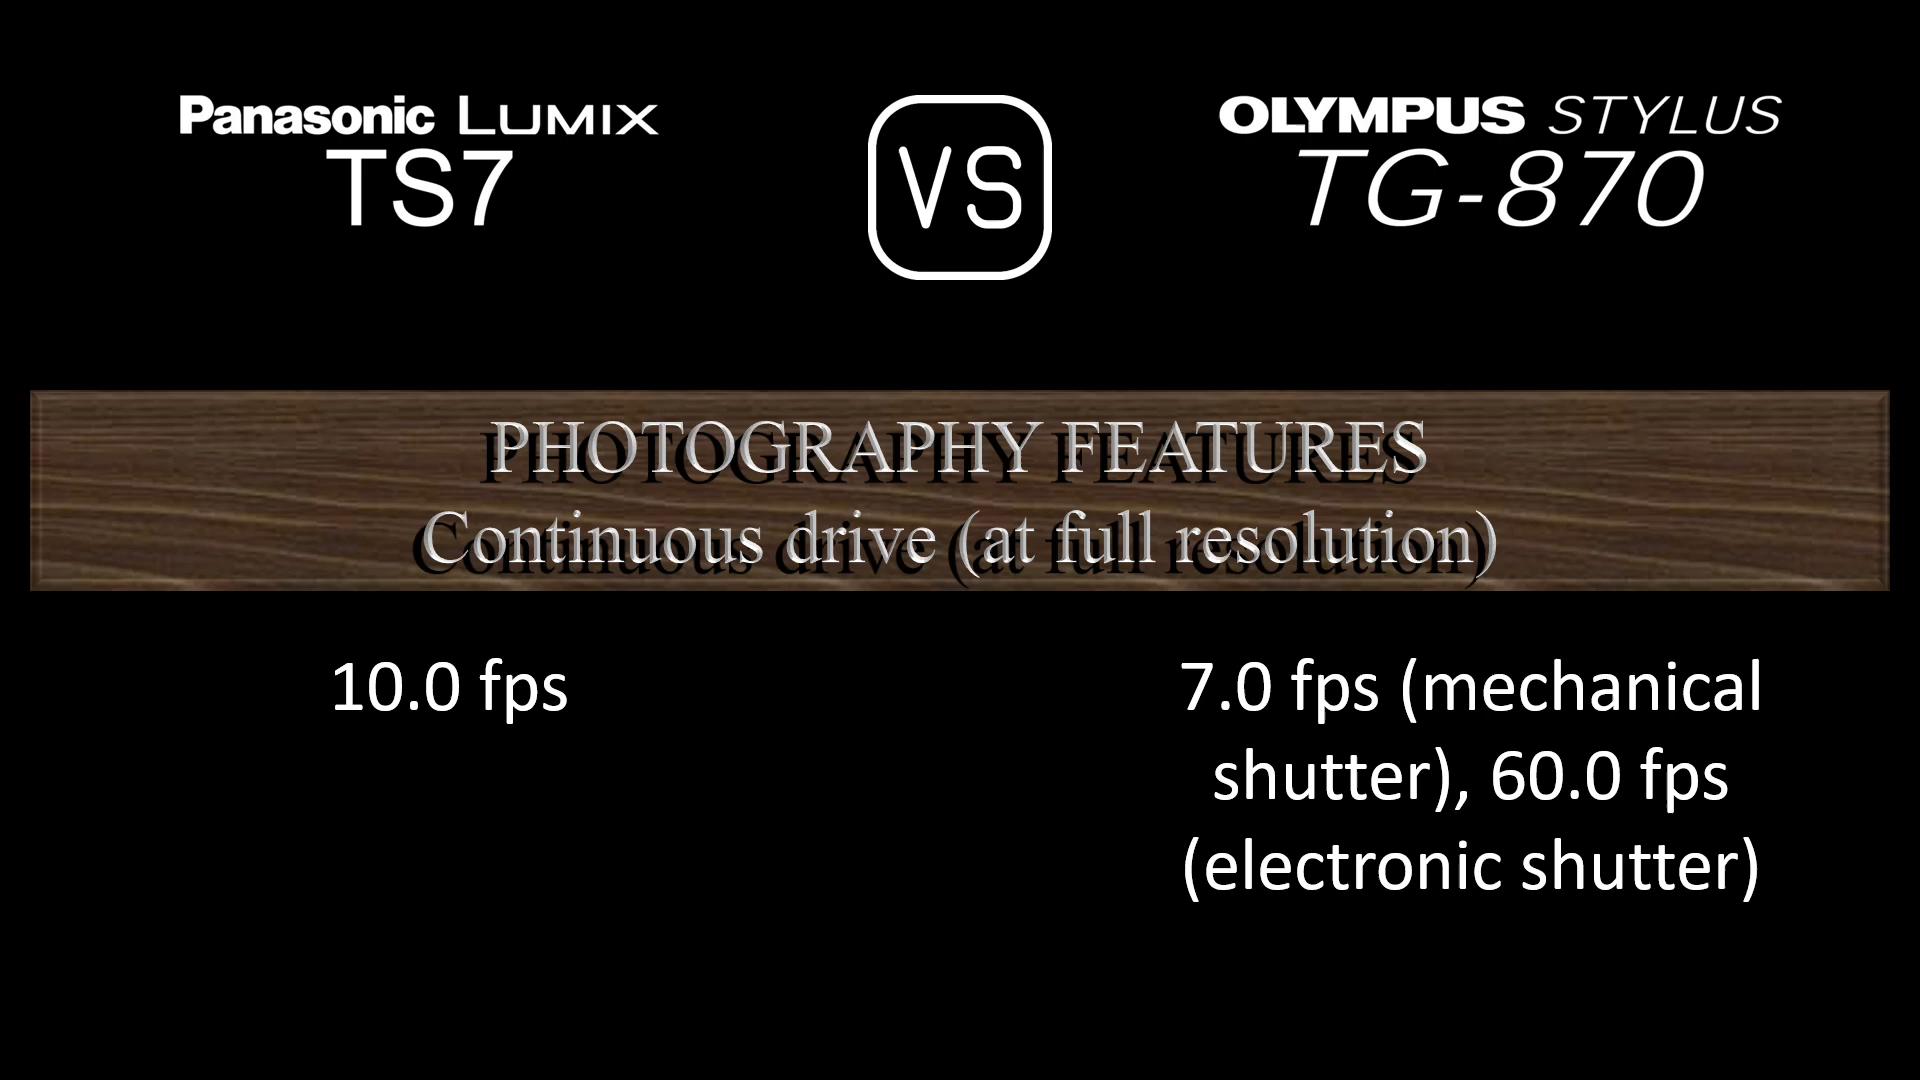 Panasonic LUMIX
TS7
VS
OLYMPUS STYLUS
TG-870
PHOTOGRAPHY FEATURES
Continuous drive (at full resolution)
10.0 fps
7.0 fps (mechanical
shutter), 60.0 fps
(electronic shutter)